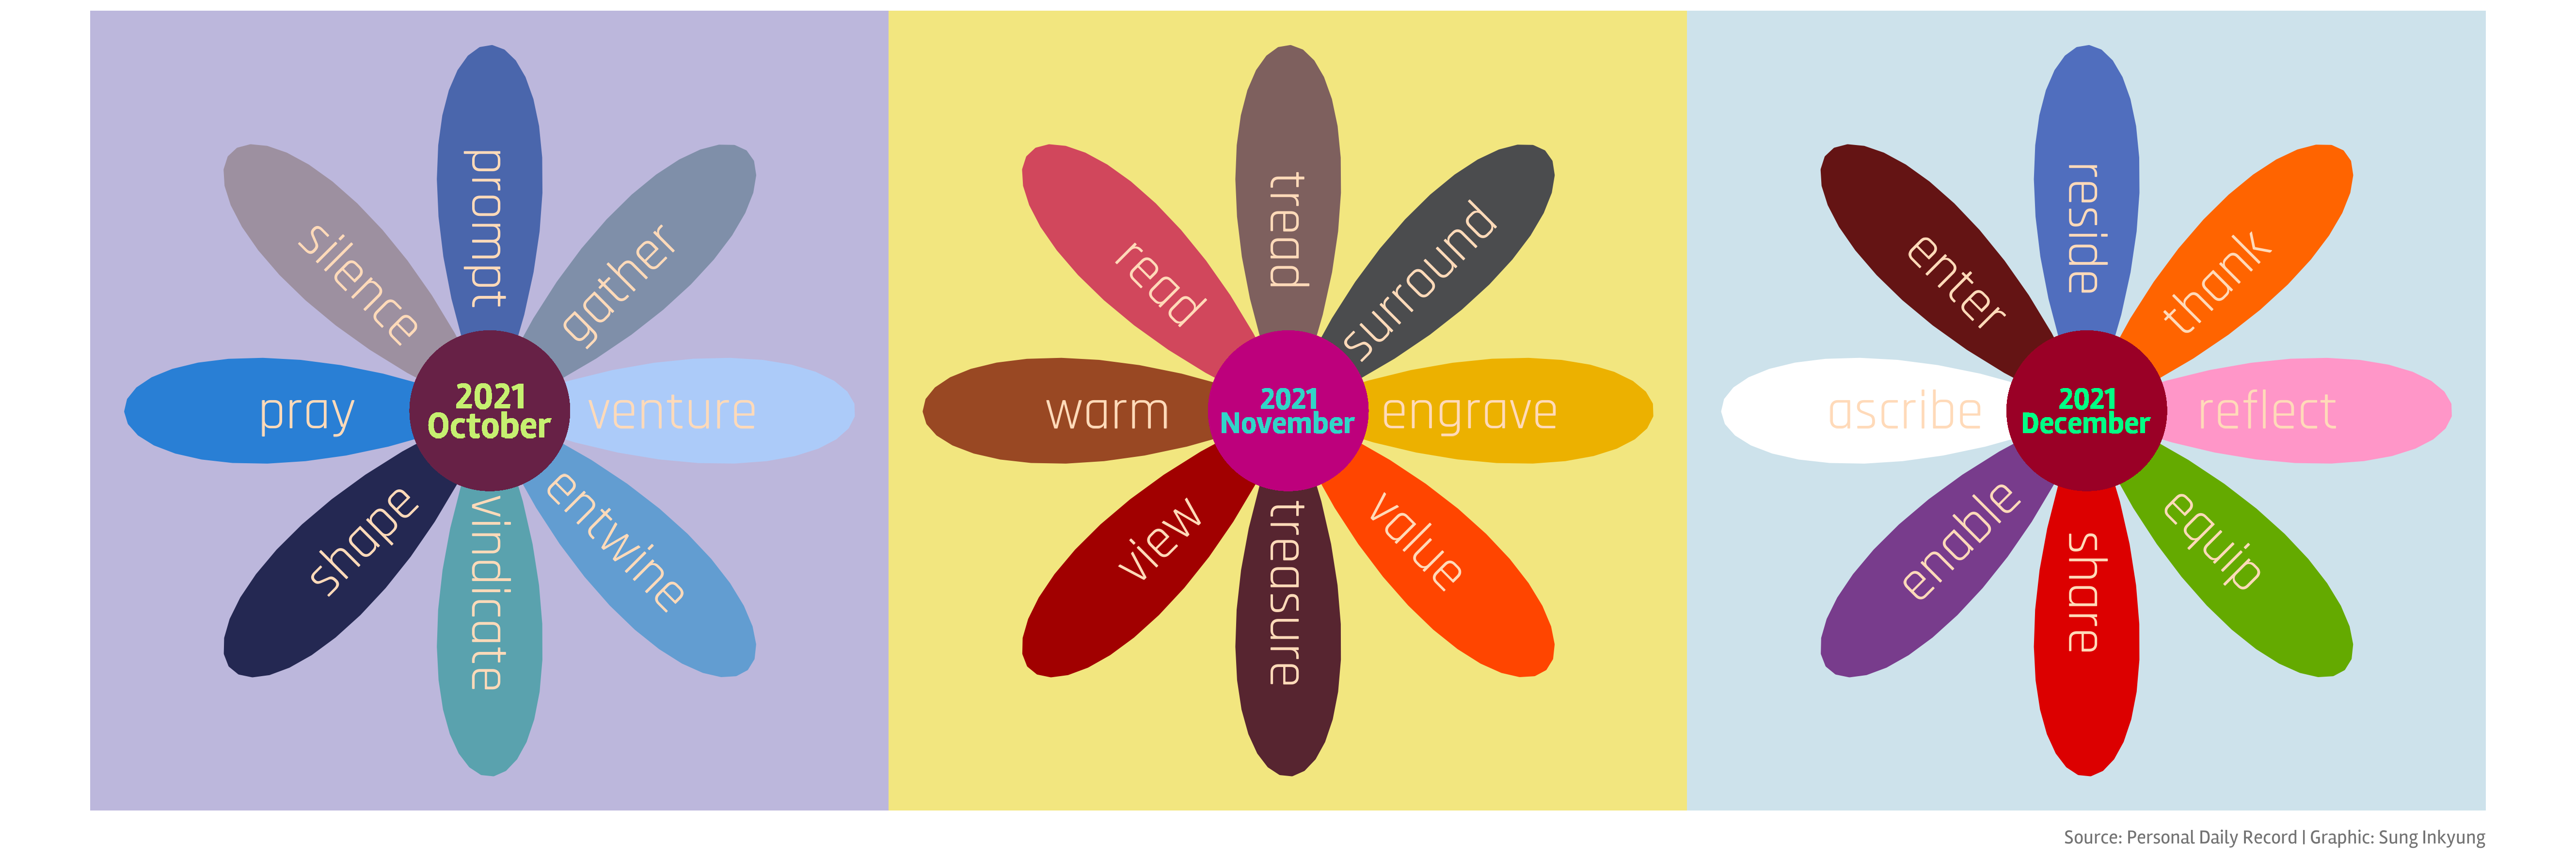 prompt
gather
venture
entwine
vindicate
shape
pray
silence
2021
October
tread
surround
engrave
value
treasure
view
warm
read
2021
November
reside
thank
reflect
equip
share
enable
ascribe
enter
2021
December
Source: Personal Daily Record | Graphic: Sung Inkyung